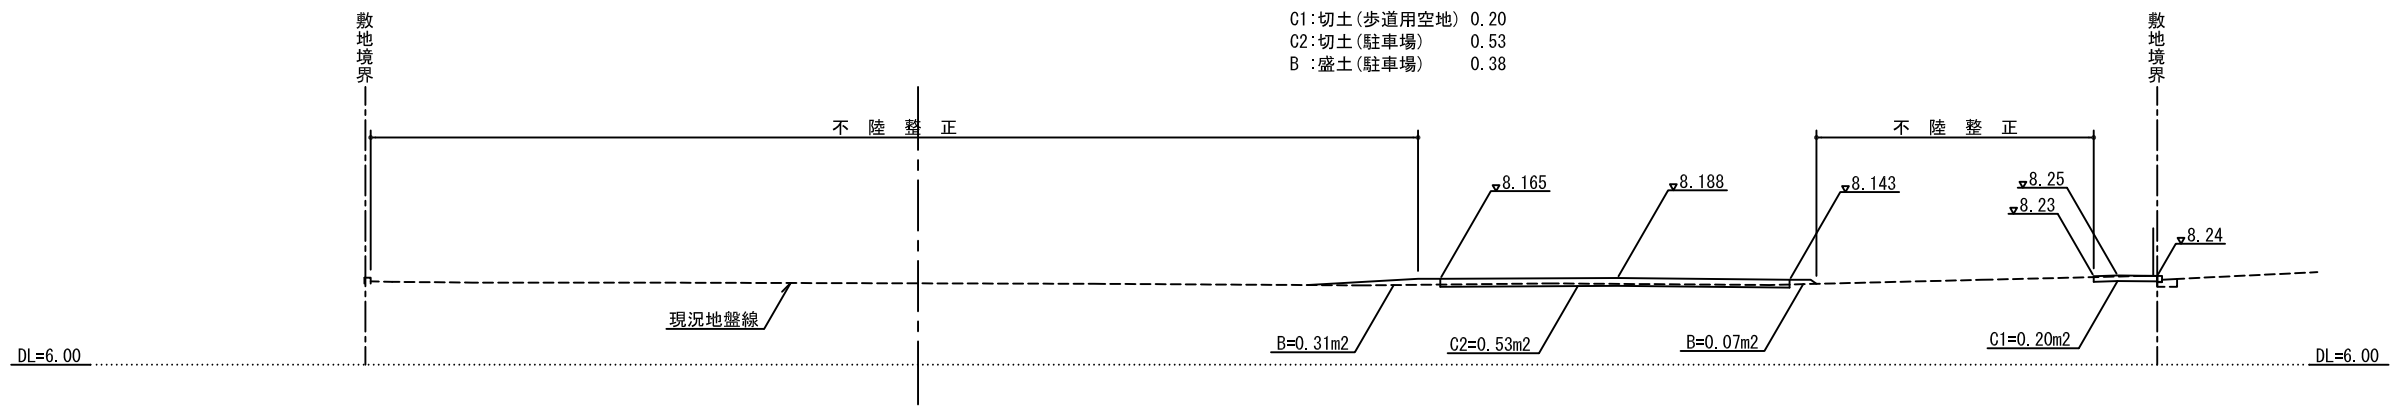 C1:切土(歩道用空地) 0.20
C2:切土(駐車場) 0.53
B :盛土(駐車場) 0.38
敷地境界
敷地境界
不陸整正
不陸整正
8.165
8.188
8.143
8.25
8.23
8.24
現況地盤線
B=0.31m2
C2=0.53m2
B=0.07m2
C1=0.20m2
DL=6.00
DL=6.00